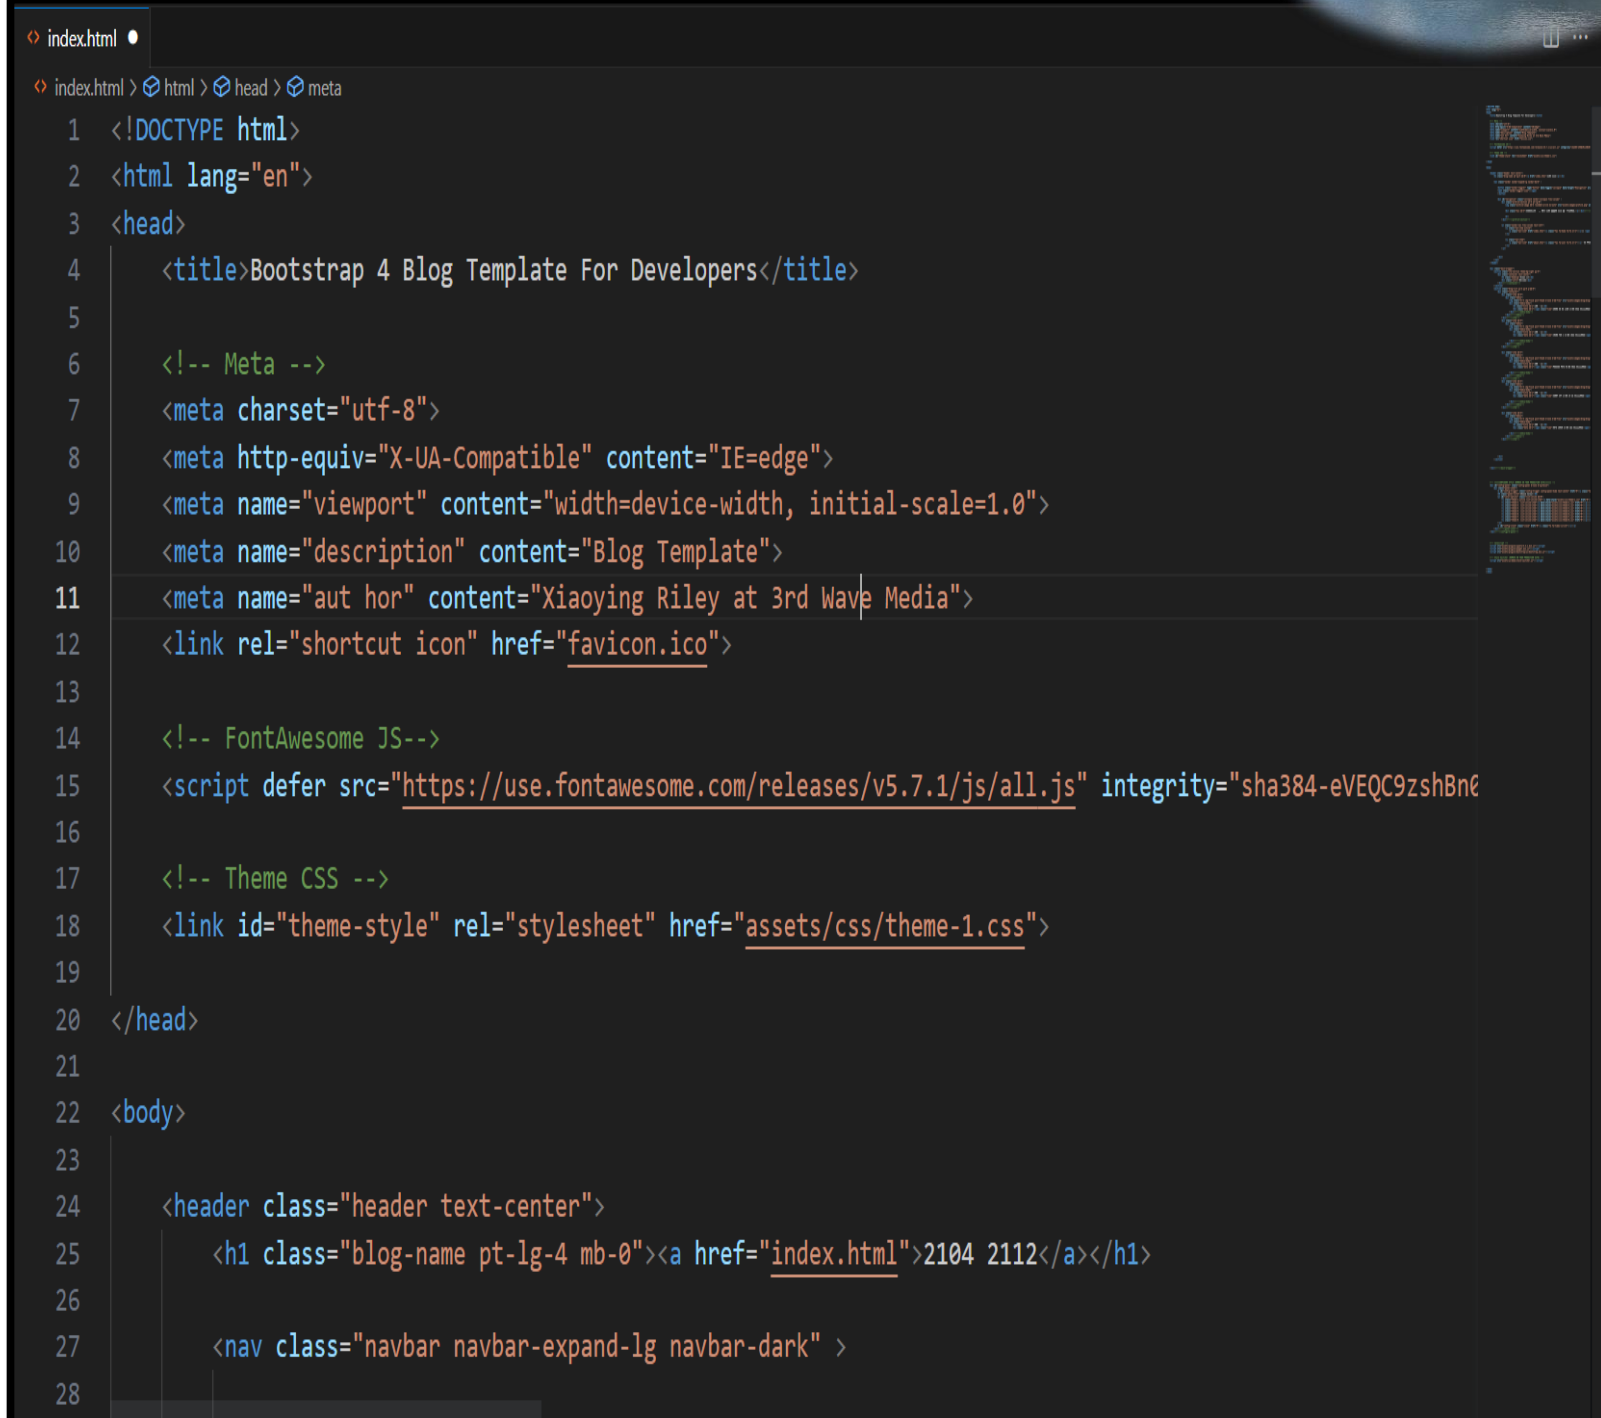 index.html
index.html > html > head > meta
1 <!DOCTYPE html>
2 <html lang="en">
3 <head>
4 <title>Bootstrap 4 Blog Template For Developers</title>
5
6 <!-- Meta -->
7 <meta charset="utf-8">
8 <meta http-equiv="X-UA-Compatible" content="IE=edge">
9 <meta name="viewport" content="width=device-width, initial-scale=1.0">
10 <meta name="description" content="Blog Template">
11 <meta name="aut hor" content="Xiaoying Riley at 3rd Wave Media">
12 <link rel="shortcut icon" href="favicon.ico">
13
14 <!-- FontAwesome JS-->
15 <script defer src="https://use.fontawesome.com/releases/v5.7.1/js/all.js" integrity="sha384-eVEQC9zshBn0
16
17 <!-- Theme CSS -->
18 <link id="theme-style" rel="stylesheet" href="assets/css/theme-1.css">
19
20 </head>
21
22 <body>
23
24 <header class="header text-center">
25 <h1 class="blog-name pt-lg-4 mb-0"><a href="index.html">2104 2112</a></h1>
26
27 <nav class="navbar navbar-expand-lg navbar-dark" >
28